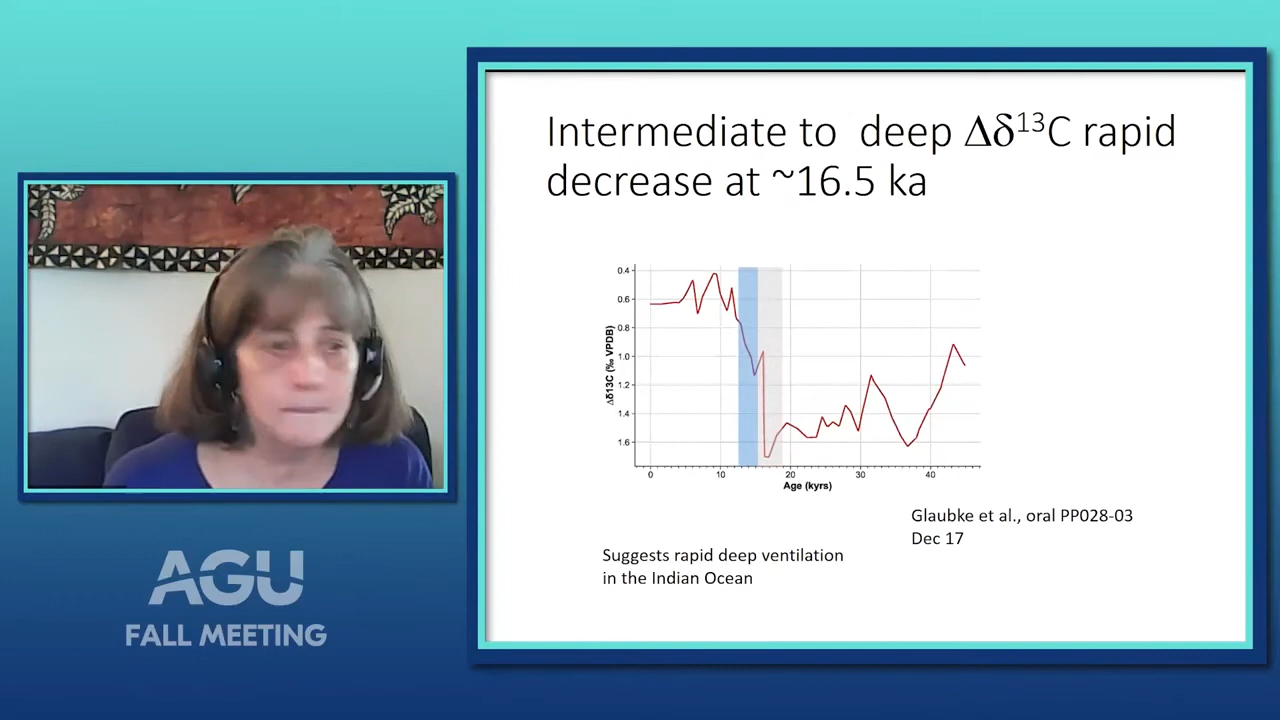 Intermediate to deep Δδ¹³C rapid
decrease at ~16.5 ka
0.4
0.6
0.8
1.0
1.2
1.4
1.6
Δδ13C (‰ VPDB)
0 10 20 30 40
Age (kyrs)
Glaubke et al., oral PP028-03
Dec 17
Suggests rapid deep ventilation
in the Indian Ocean
AGU
FALL MEETING